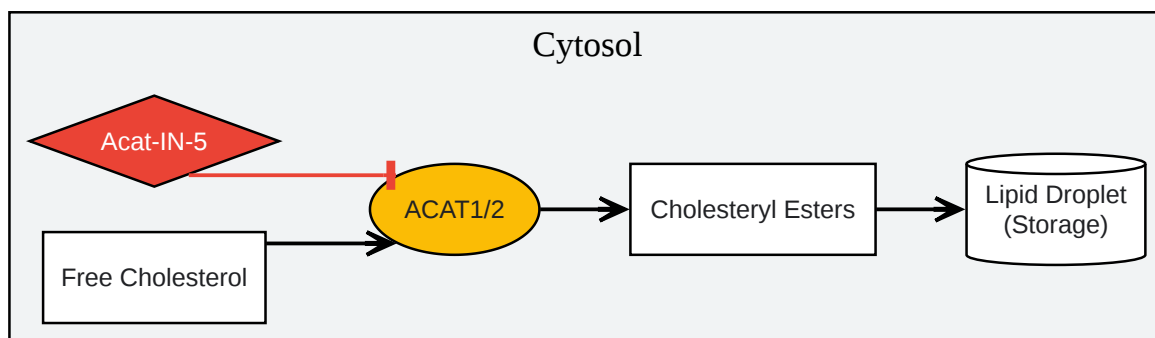 Cytosol
Acat-IN-5
ACAT1/2
Free Cholesterol
Cholesteryl Esters
Lipid Droplet
(Storage)